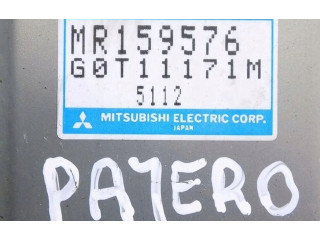 MR159576
G0T11171M
5112
MITSUBISHI ELECTRIC CORP.
JAPAN
PAJERO